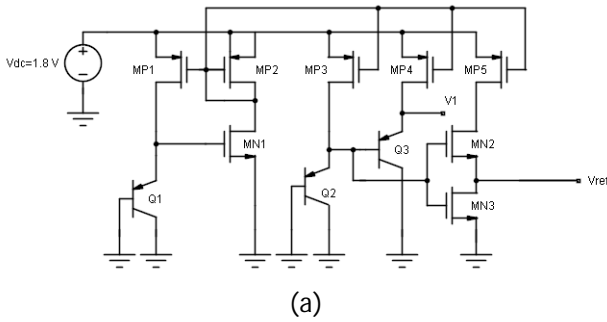 Vdc=1.8 V
MP1
MP2
MP3
MP4
MP5
V1
MN1
Q3
MN2
Q1
Q2
Vref
MN3
(a)